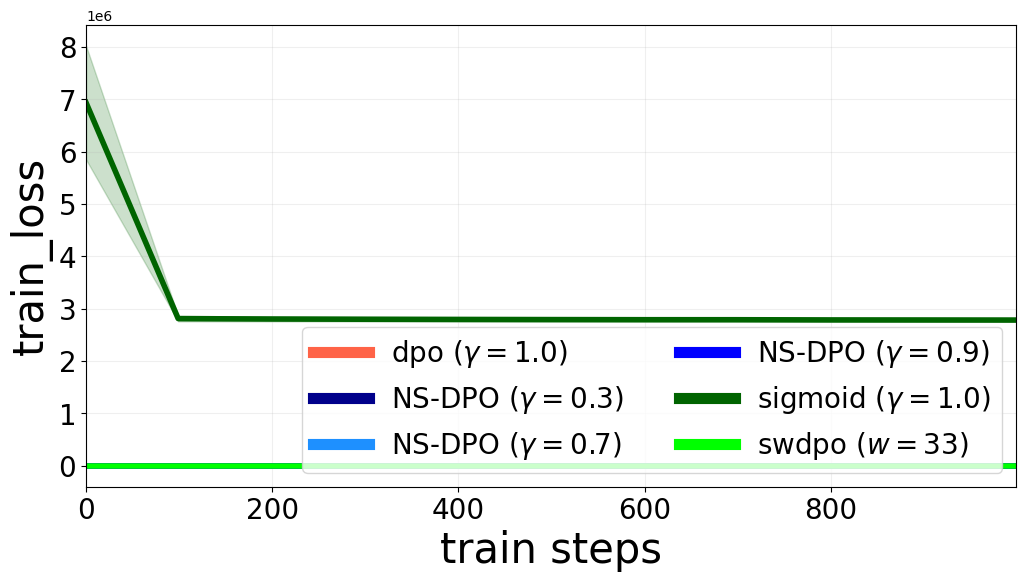 1e6
8
7
6
5
4
3
2
1
0
train_loss
dpo (γ = 1.0)
NS-DPO (γ = 0.3)
NS-DPO (γ = 0.7)
NS-DPO (γ = 0.9)
sigmoid (γ = 1.0)
swdpo (w = 33)
0 200 400 600 800
train steps